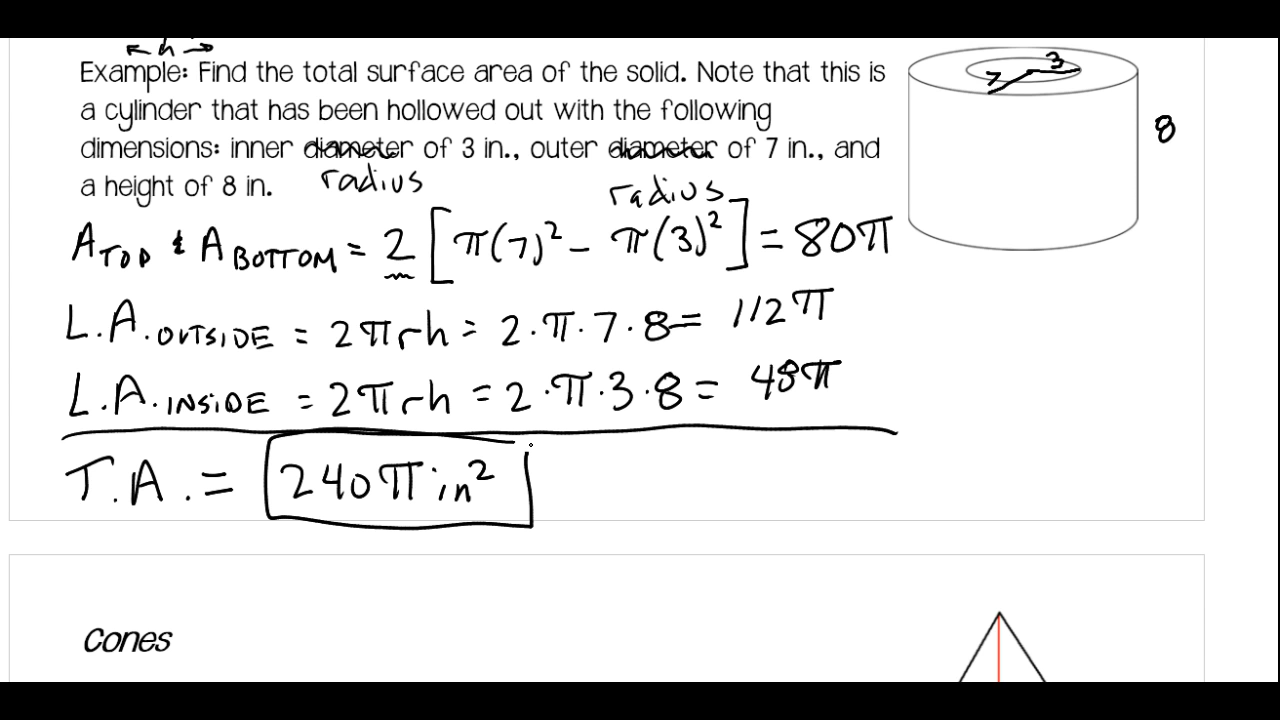 h
Example: Find the total surface area of the solid. Note that this is
a cylinder that has been hollowed out with the following
dimensions: inner diameter of 3 in., outer diameter of 7 in., and
radius
radius
a height of 8 in.
7 3
8
A TOP & A BOTTOM = 2 [π(7)² - π(3)²] = 80π
L.A. OUTSIDE = 2πrh = 2·π·7·8 = 112π
L.A. INSIDE = 2πrh = 2·π·3·8 = 48π
T.A. = 240π in²
Cones